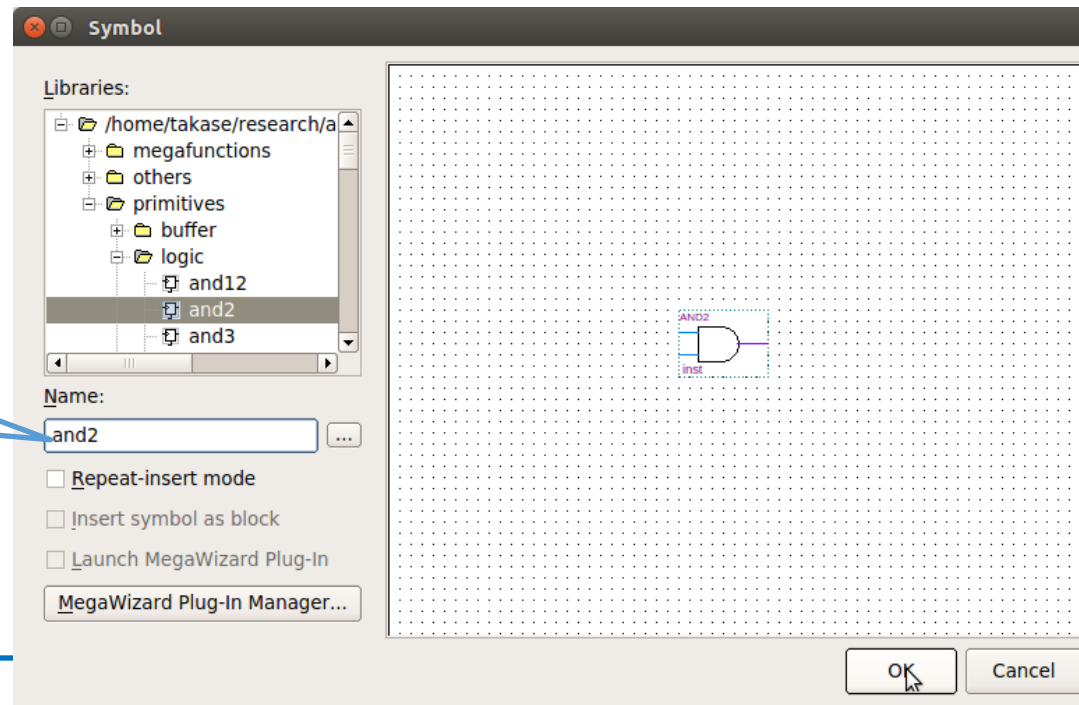 Symbol
Libraries:
/home/takase/research/a
megafunctions
others
primitives
buffer
logic
and12
and2
and3
Name:
and2
...
Repeat-insert mode
Insert symbol as block
Launch MegaWizard Plug-In
MegaWizard Plug-In Manager...
AND2
inst
OK
Cancel